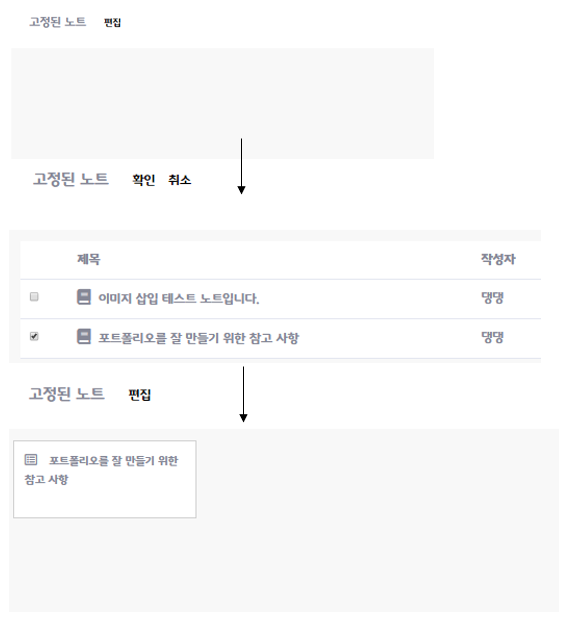 고정된 노트 편집
고정된 노트 확인 취소
제목 작성자
이미지 삽입 테스트 노트입니다. 댕댕
포트폴리오를 잘 만들기 위한 참고 사항 댕댕
고정된 노트 편집
포트폴리오를 잘 만들기 위한
참고 사항